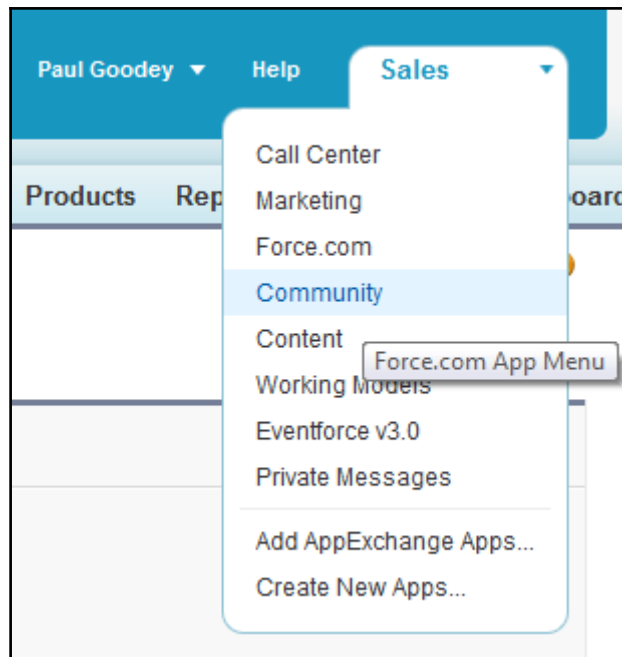 Paul Goodey Help Sales
Call Center
Products Rep Marketing oard
Force.com
Community
Content
Force.com App Menu
Working Models
Eventforce v3.0
Private Messages
Add AppExchange Apps...
Create New Apps...